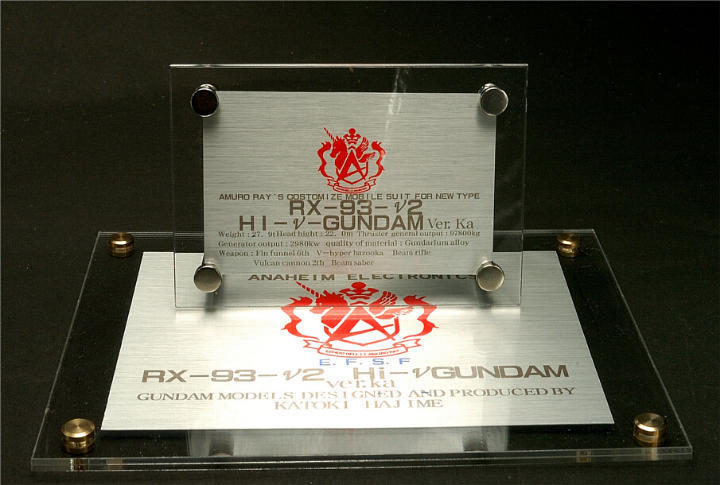 AMURO RAY'S COSTOMIZE MOBILE SUIT FOR NEW TYPE
RX-93-ν2
HI-ν-GUNDAM Ver. Ka
Weight : 27. 9t Head hight : 22. 0m Thruster general output : 97800kg
Generator output : 2980kw quality of material : Gundarium alloy
Weapon : Fin funnel 6th V-hyper bazooka Beam rifle
Vulcan cannon 2th Beam saber
ANAHEIM ELECTRONICS
E. F. S. F
RX-93-ν2 Hi-νGUNDAM
ver.ka
GUNDAM MODELS DESIGNED AND PRODUCED BY
KATOKI HAJIME